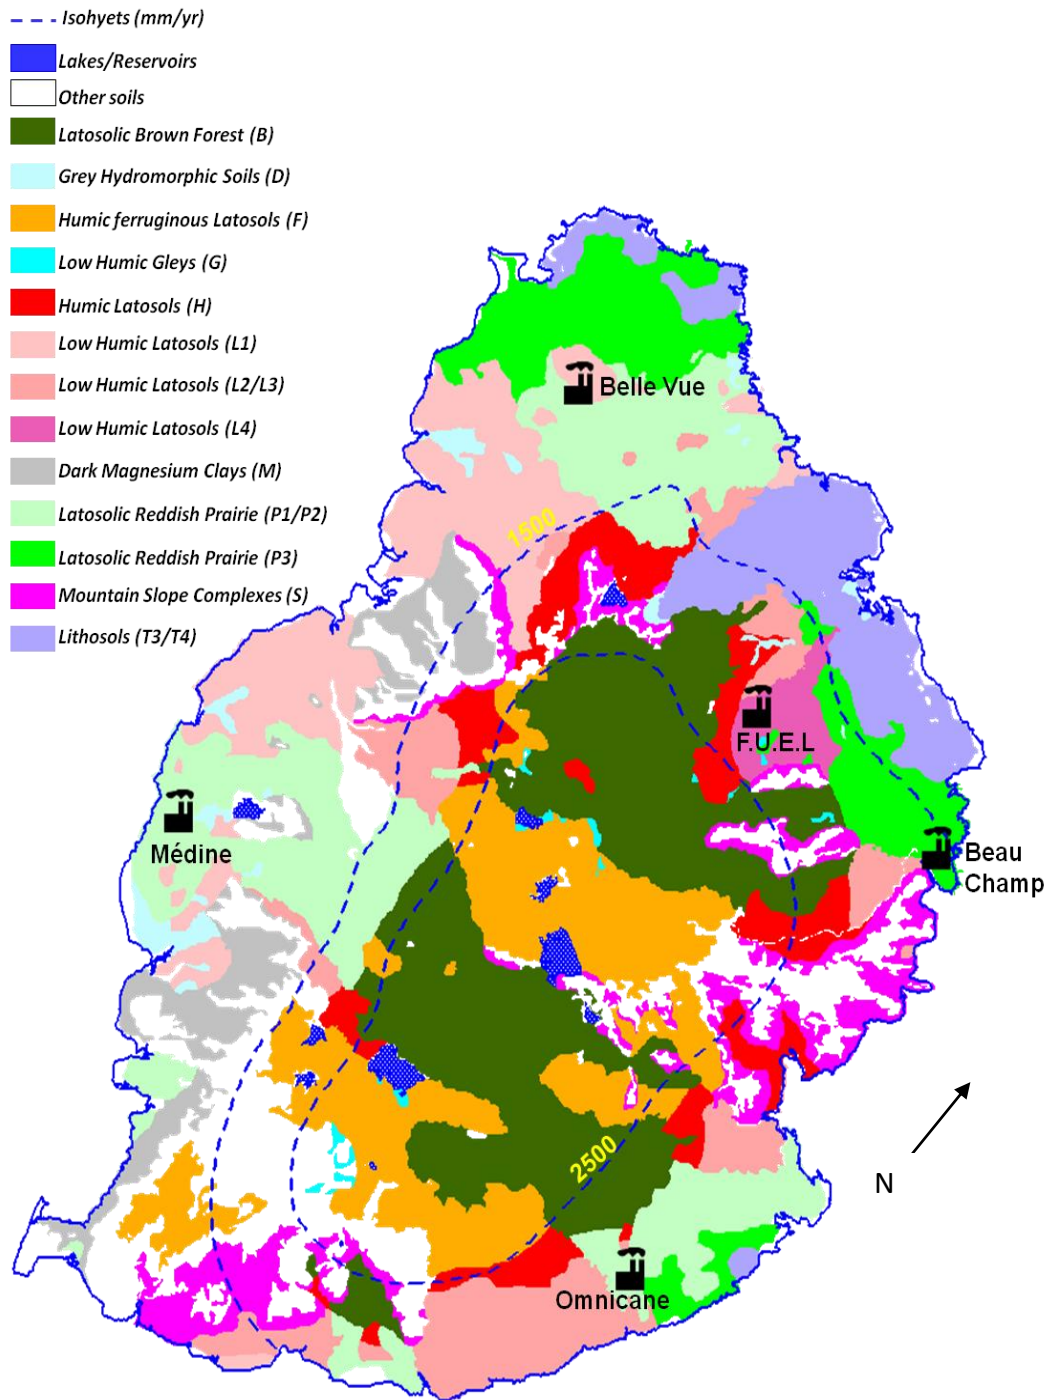 Isohyets (mm/yr)
Lakes/Reservoirs
Other soils
Latosolic Brown Forest (B)
Grey Hydromorphic Soils (D)
Humic ferruginous Latosols (F)
Low Humic Gleys (G)
Humic Latosols (H)
Low Humic Latosols (L1)
Low Humic Latosols (L2/L3)
Low Humic Latosols (L4)
Dark Magnesium Clays (M)
Latosolic Reddish Prairie (P1/P2)
Latosolic Reddish Prairie (P3)
Mountain Slope Complexes (S)
Lithosols (T3/T4)
Belle Vue
1500
F.U.E.L
Médine
Beau
Champ
2500
N
Omnicane